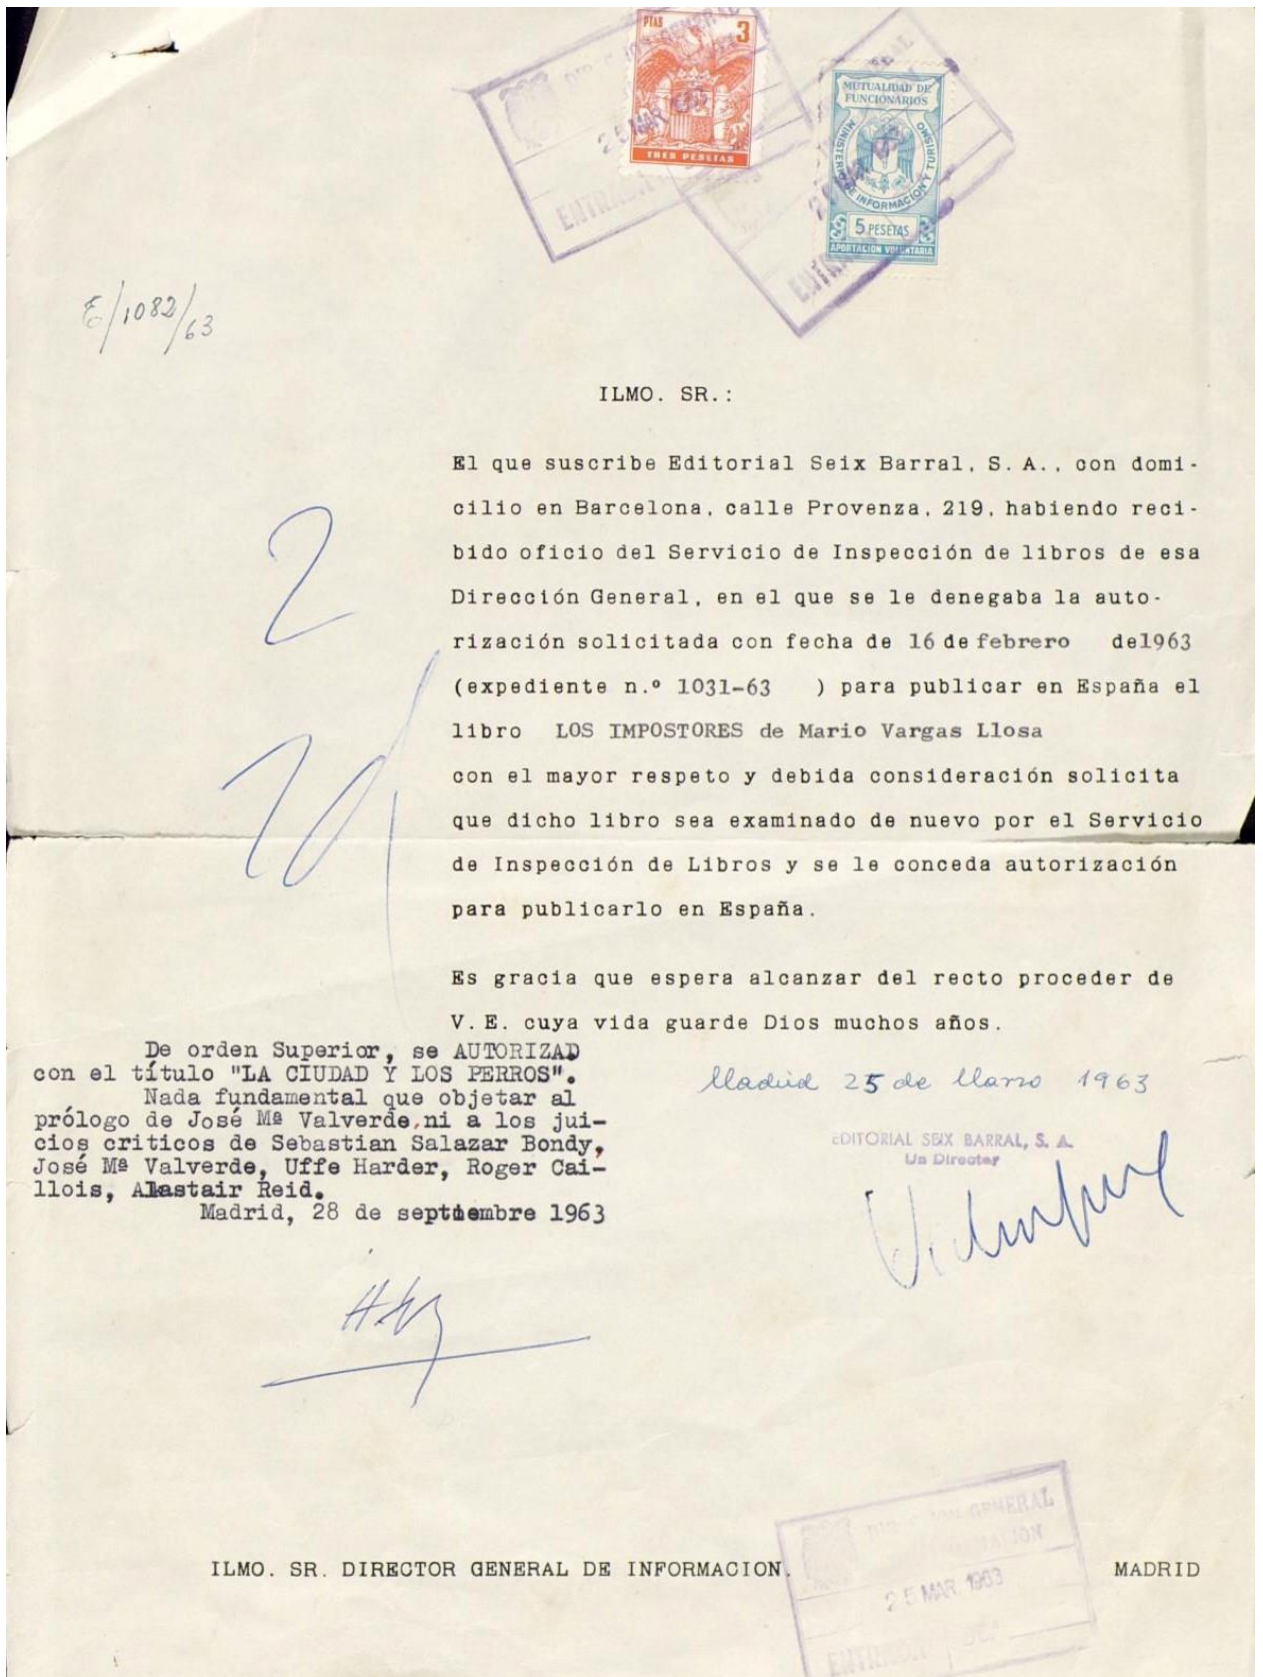 PTAS 3
TRES PESETAS
25 MAR 1963
ENTRADA
MUTUALIDAD DE
FUNCIONARIOS
MINISTERIO DE INFORMACION Y TURISMO
5 PESETAS
APORTACION VOLUNTARIA
E/1082/63
ILMO. SR.:
El que suscribe Editorial Seix Barral, S. A., con domi-
cilio en Barcelona, calle Provenza, 219, habiendo reci-
bido oficio del Servicio de Inspección de libros de esa
Dirección General, en el que se le denegaba la auto-
rización solicitada con fecha de 16 de febrero de1963
(expediente n.º 1031-63 ) para publicar en España el
libro LOS IMPOSTORES de Mario Vargas Llosa
con el mayor respeto y debida consideración solicita
que dicho libro sea examinado de nuevo por el Servicio
de Inspección de Libros y se le conceda autorización
para publicarlo en España.
Es gracia que espera alcanzar del recto proceder de
V. E. cuya vida guarde Dios muchos años.
De orden Superior, se AUTORIZAD
con el título "LA CIUDAD Y LOS PERROS".
Nada fundamental que objetar al
prólogo de José Mª Valverde,ni a los jui-
cios criticos de Sebastian Salazar Bondy,
José Mª Valverde, Uffe Harder, Roger Cai-
llois, Alastair Reid.
Madrid, 28 de septiembre 1963
Madrid 25 de Marzo 1963
EDITORIAL SEIX BARRAL, S. A.
Un Director
ILMO. SR. DIRECTOR GENERAL DE INFORMACION. MADRID
DIRECCION GENERAL
INFORMACION
25 MAR. 1963